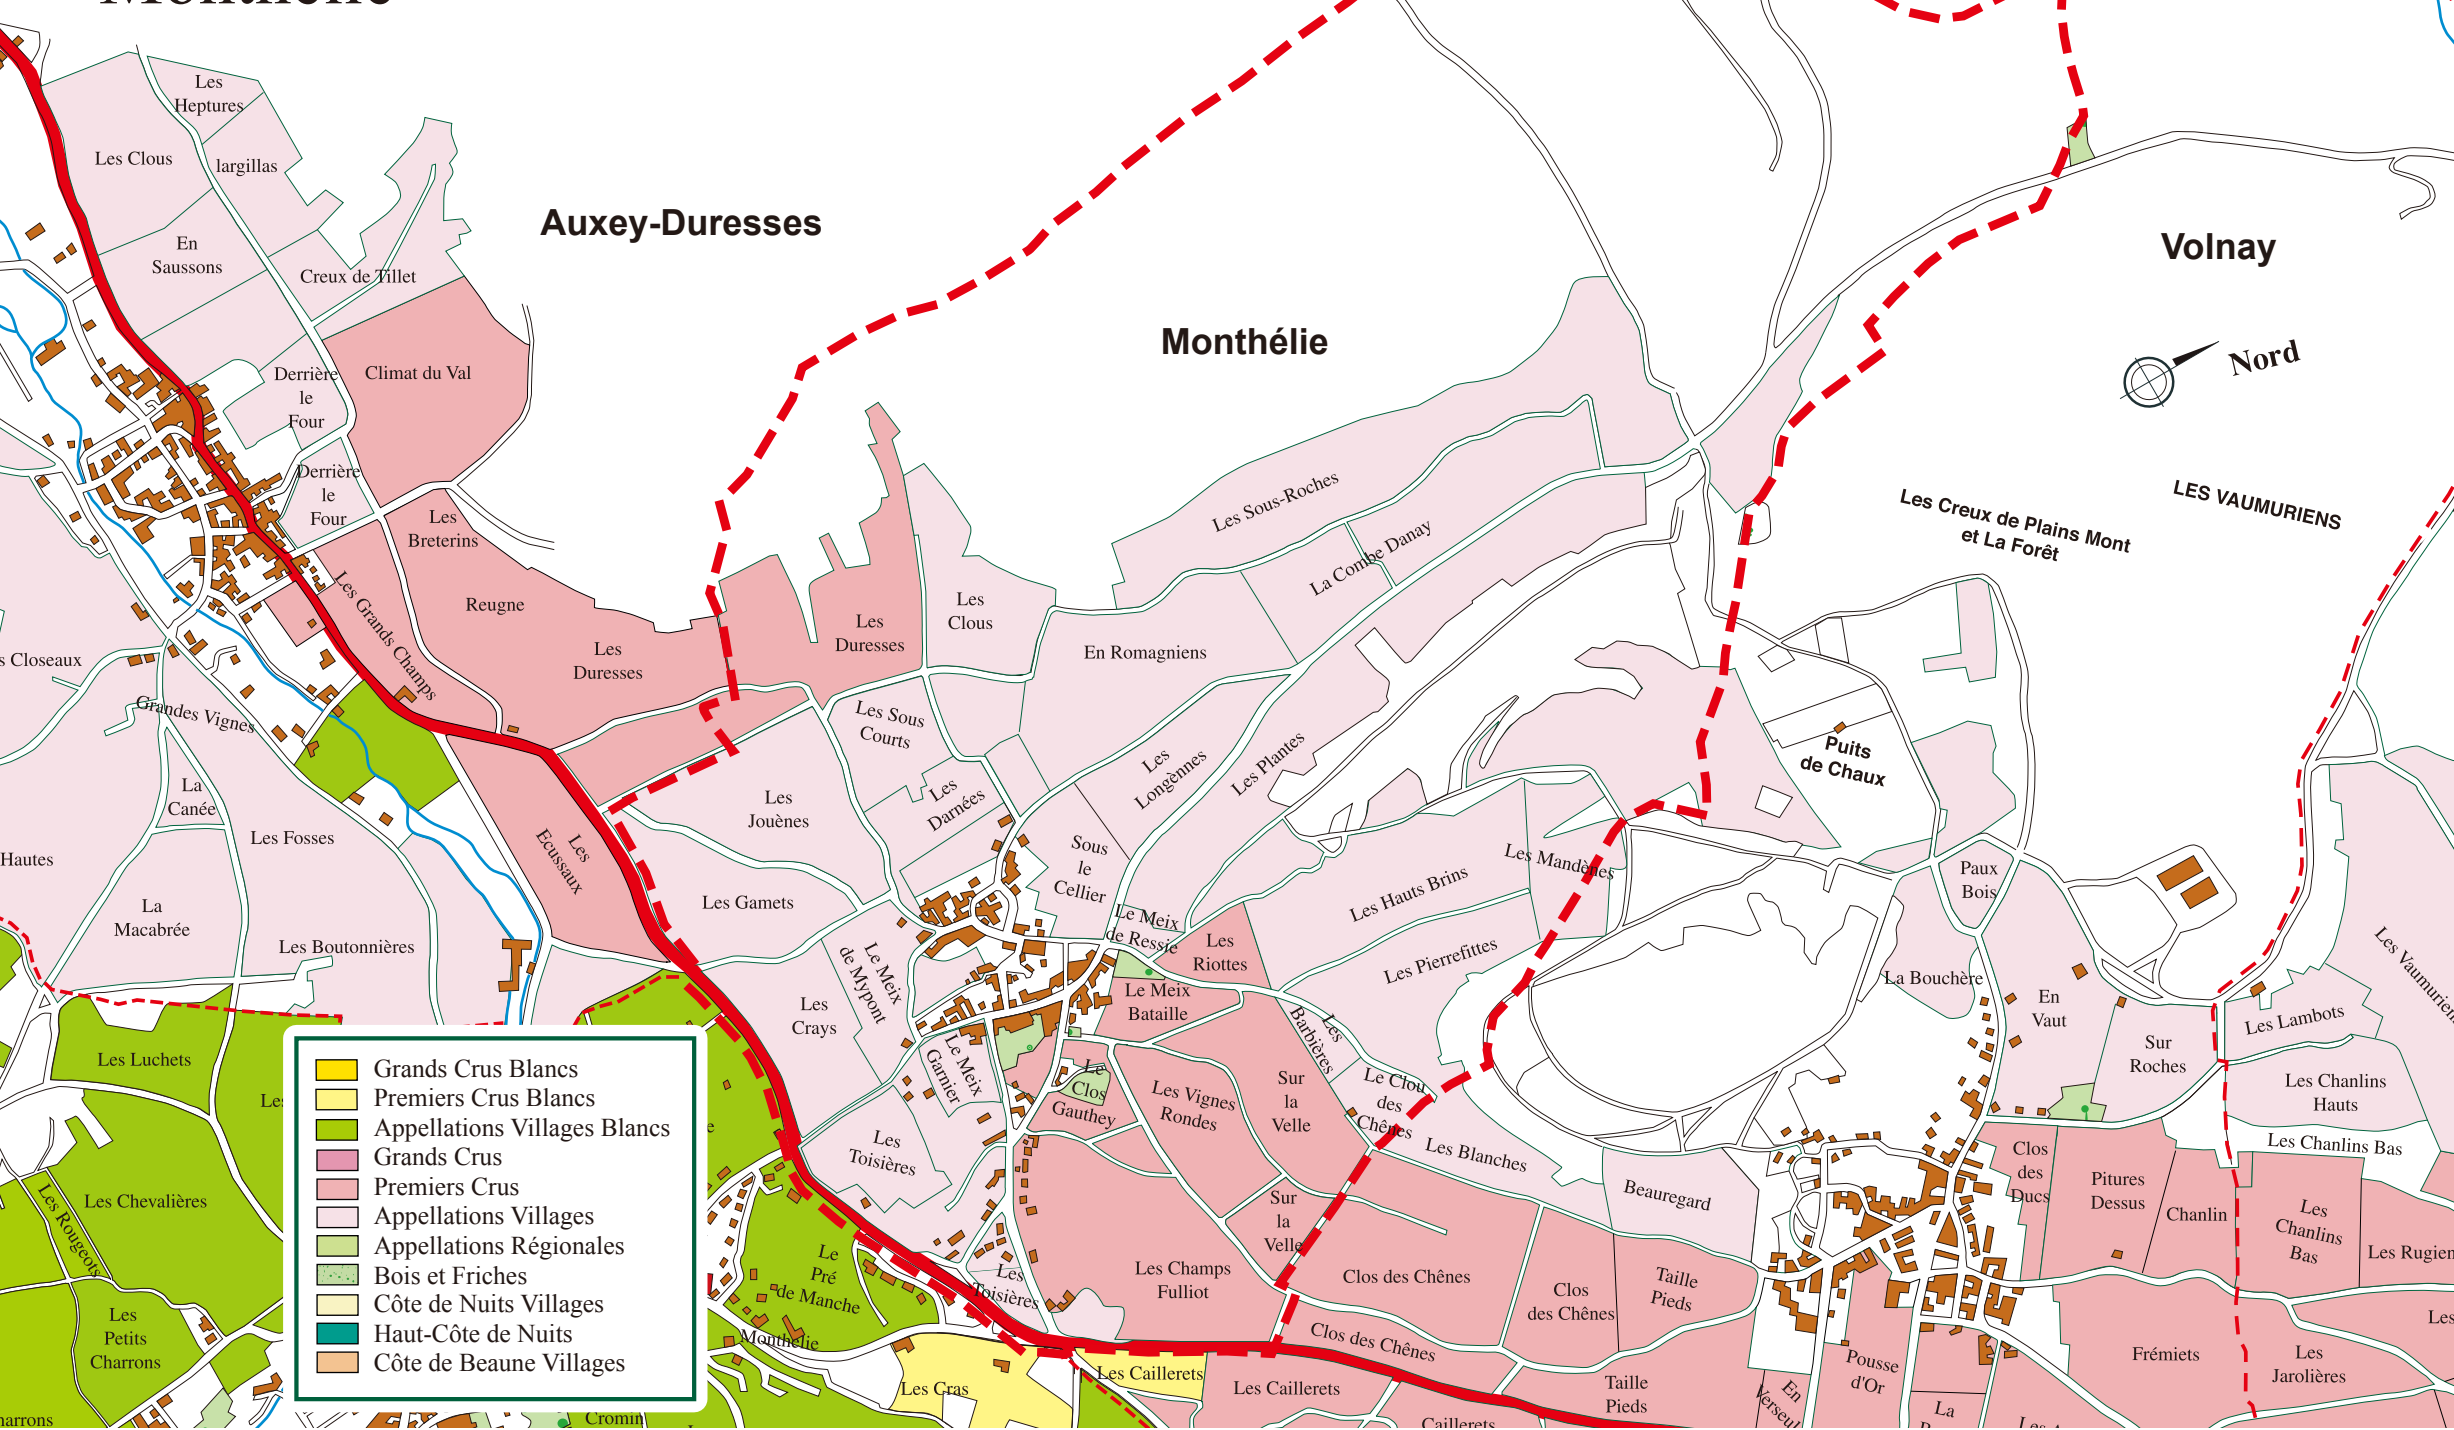 Monthélie
Les
Heptures
Les Clous
largillas
En
Saussons
Creux de Tillet
Auxey-Duresses
Monthélie
Volnay
Nord
Climat du Val
Derrière
le
Four
Derrière
le
Four
Les
Breterins
Les Grands Champs
Reugne
Les
Duresses
Les
Duresses
Les
Clous
Les Sous-Roches
La Combe Danay
En Romagniens
Les Creux de Plains Mont
et La Forêt
LES VAUMURIENS
s Closeaux
Grandes Vignes
La
Canée
Les Fosses
Hautes
La
Macabrée
Les Boutonnières
Les
Ecussaux
Les Sous
Courts
Les
Jouènes
Les
Darnées
Les
Longènnes
Les Plantes
Puits
de Chaux
Les Gamets
Sous
le
Cellier
Les Hauts Brins
Les Mandènes
Paux
Bois
Le Meix
de Ressie
Les
Riottes
Les Pierrefittes
Le Meix
de Mypont
Les
Crays
Le Meix
Bataille
Les
Barbières
La Bouchère
En
Vaut
Les Vaumurien
Les Lambots
Sur
Roches
Les Chanlins
Hauts
Les Chanlins Bas
Les Luchets
Les
e
Le Meix
Garnier
Le
Clos
Gauthey
Les Vignes
Rondes
Sur
la
Velle
Le Clou
des
Chênes
Les Blanches
Les
Toisières
Beauregard
Clos
des
Ducs
Pitures
Dessus
Chanlin
Les
Chanlins
Bas
Les Rugien
Les Chevalières
Les Rougeots
Les
Petits
Charrons
harrons
Grands Crus Blancs
Premiers Crus Blancs
Appellations Villages Blancs
Grands Crus
Premiers Crus
Appellations Villages
Appellations Régionales
Bois et Friches
Côte de Nuits Villages
Haut-Côte de Nuits
Côte de Beaune Villages
Le
Pré
de Manche
Monthelie
Les
Toisières
Les Champs
Fulliot
Sur
la
Velle
Clos des Chênes
Clos
des Chênes
Taille
Pieds
Clos des Chênes
Les Cras
Les Caillerets
Les Caillerets
Caillerets
Taille
Pieds
En
Verseul
Pousse
d'Or
La
Frémiets
Les
Jarolières
Les
Cromin